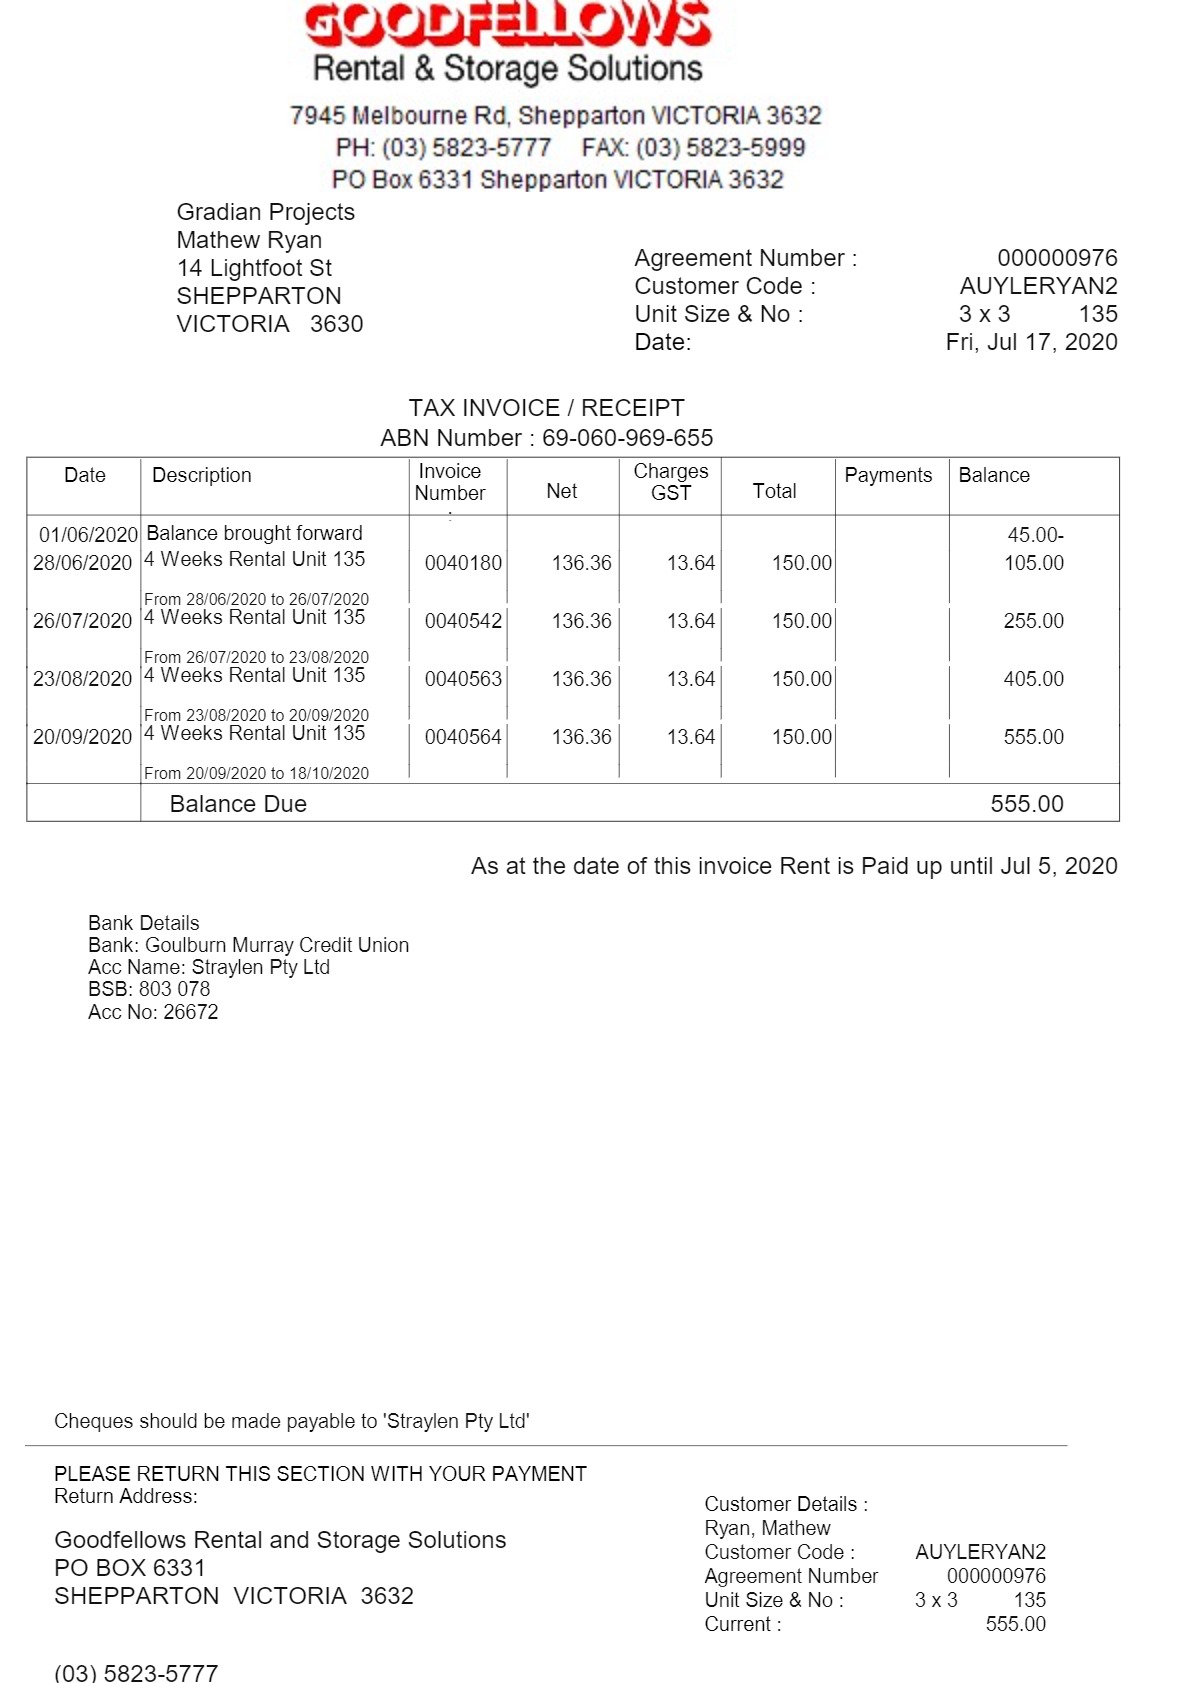 GOODFELLOWS
Rental & Storage Solutions
7945 Melbourne Rd, Shepparton VICTORIA 3632
PH: (03) 5823-5777 FAX: (03) 5823-5999
PO Box 6331 Shepparton VICTORIA 3632
Gradian Projects
Mathew Ryan
14 Lightfoot St
SHEPPARTON
VICTORIA 3630
Agreement Number : 000000976
Customer Code : AUYLERYAN2
Unit Size & No : 3 x 3 135
Date: Fri, Jul 17, 2020
TAX INVOICE / RECEIPT
ABN Number : 69-060-969-655
Date Description Invoice Number : Net Charges GST Total Payments Balance
01/06/2020 Balance brought forward 45.00-
28/06/2020 4 Weeks Rental Unit 135 0040180 136.36 13.64 150.00 105.00
From 28/06/2020 to 26/07/2020
26/07/2020 4 Weeks Rental Unit 135 0040542 136.36 13.64 150.00 255.00
From 26/07/2020 to 23/08/2020
23/08/2020 4 Weeks Rental Unit 135 0040563 136.36 13.64 150.00 405.00
From 23/08/2020 to 20/09/2020
20/09/2020 4 Weeks Rental Unit 135 0040564 136.36 13.64 150.00 555.00
From 20/09/2020 to 18/10/2020
Balance Due 555.00
As at the date of this invoice Rent is Paid up until Jul 5, 2020
Bank Details
Bank: Goulburn Murray Credit Union
Acc Name: Straylen Pty Ltd
BSB: 803 078
Acc No: 26672
Cheques should be made payable to 'Straylen Pty Ltd'
PLEASE RETURN THIS SECTION WITH YOUR PAYMENT
Return Address:
Goodfellows Rental and Storage Solutions
PO BOX 6331
SHEPPARTON VICTORIA 3632
(03) 5823-5777
Customer Details :
Ryan, Mathew
Customer Code : AUYLERYAN2
Agreement Number 000000976
Unit Size & No : 3 x 3 135
Current : 555.00